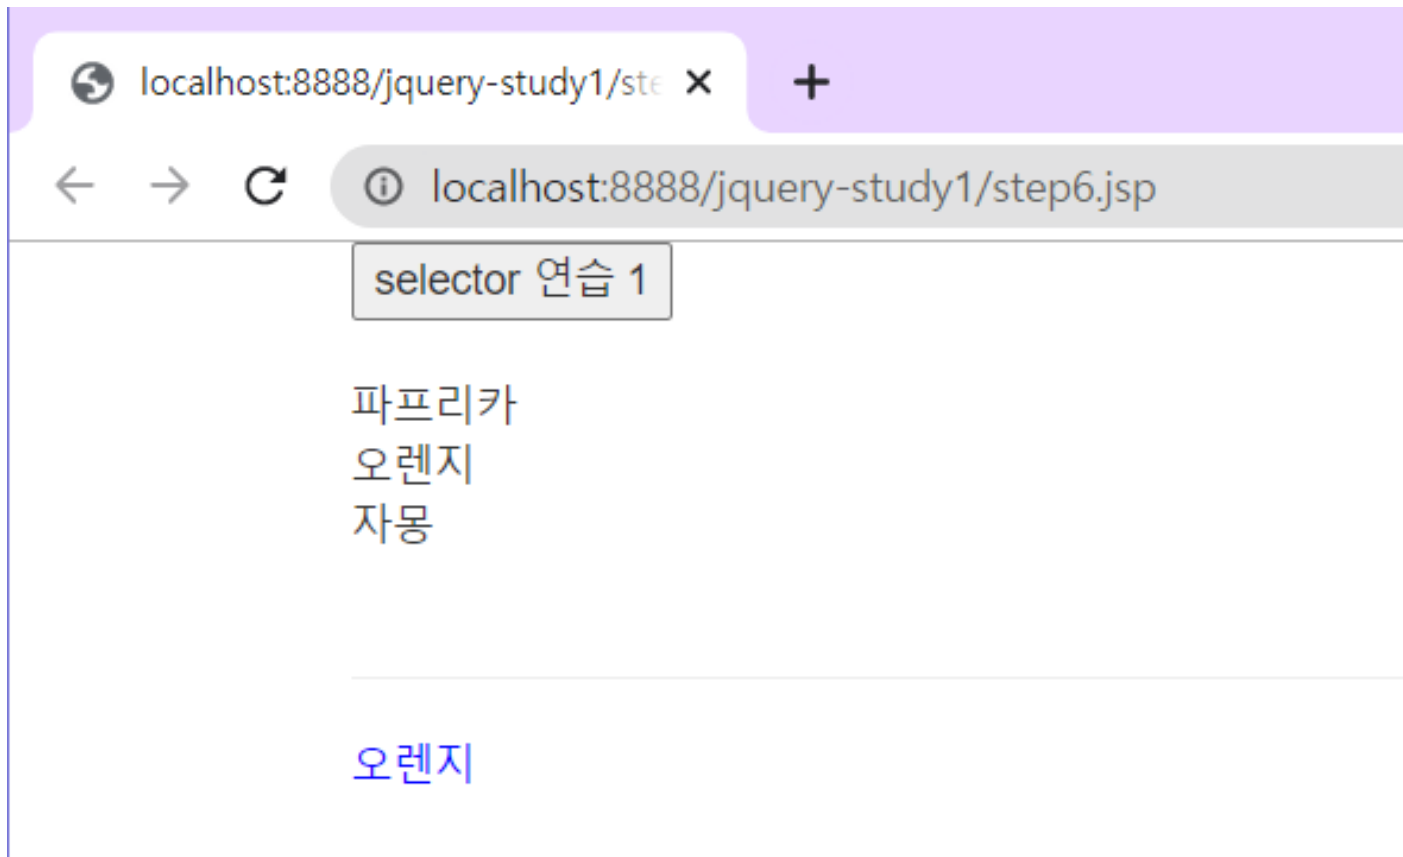 localhost:8888/jquery-study1/ste
localhost:8888/jquery-study1/step6.jsp
selector 연습 1
파프리카
오렌지
자몽
오렌지